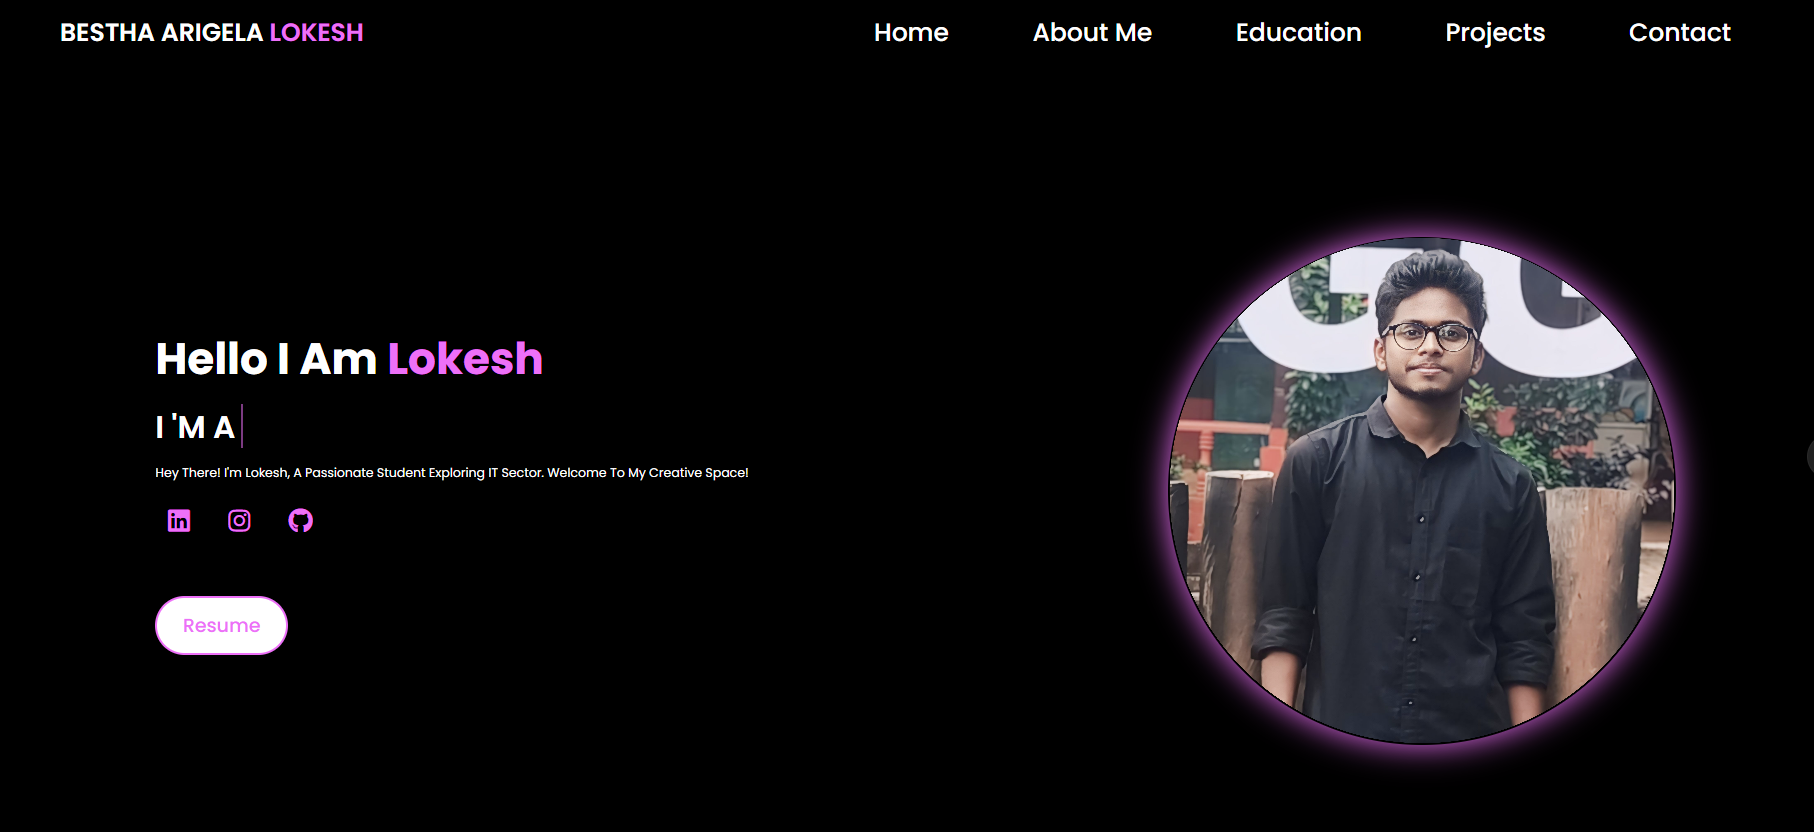 BESTHA ARIGELA LOKESH
Home About Me Education Projects Contact
Hello I Am Lokesh
I 'M A
Hey There! I'm Lokesh, A Passionate Student Exploring IT Sector. Welcome To My Creative Space!
Resume